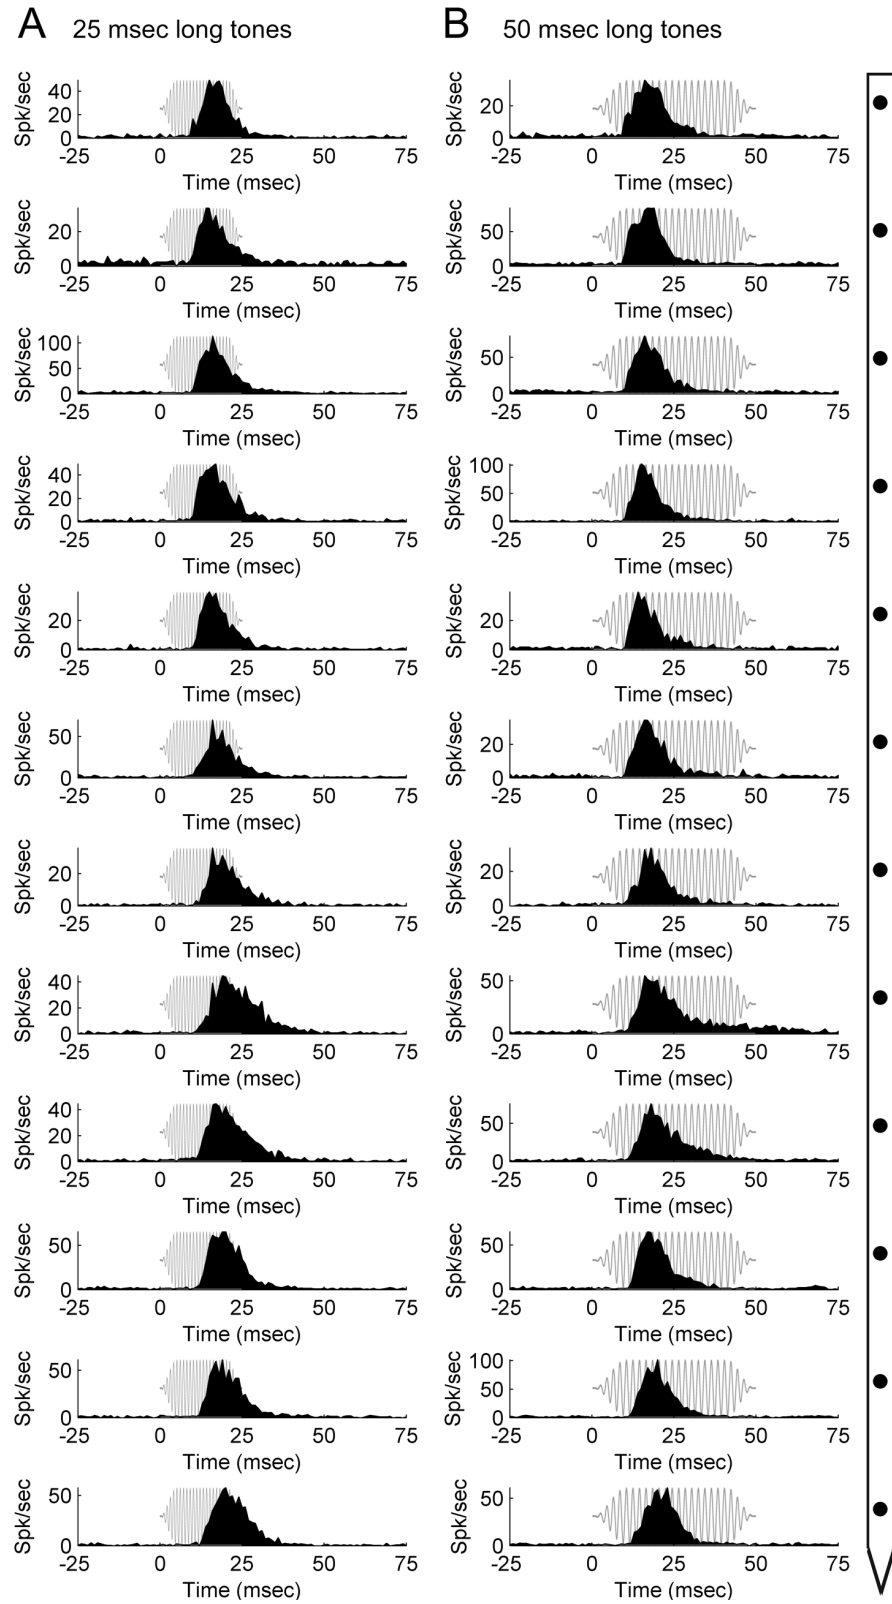 A 25 msec long tones B 50 msec long tones
Spk/sec 40 20 0 Spk/sec 20 0
-25 0 25 50 75 -25 0 25 50 75
Time (msec) Time (msec)
Spk/sec 20 0 Spk/sec 50 0
-25 0 25 50 75 -25 0 25 50 75
Time (msec) Time (msec)
Spk/sec 100 50 0 Spk/sec 50 0
-25 0 25 50 75 -25 0 25 50 75
Time (msec) Time (msec)
Spk/sec 40 20 0 Spk/sec 100 50 0
-25 0 25 50 75 -25 0 25 50 75
Time (msec) Time (msec)
Spk/sec 20 0 Spk/sec 20 0
-25 0 25 50 75 -25 0 25 50 75
Time (msec) Time (msec)
Spk/sec 50 0 Spk/sec 20 0
-25 0 25 50 75 -25 0 25 50 75
Time (msec) Time (msec)
Spk/sec 20 0 Spk/sec 20 0
-25 0 25 50 75 -25 0 25 50 75
Time (msec) Time (msec)
Spk/sec 40 20 0 Spk/sec 50 0
-25 0 25 50 75 -25 0 25 50 75
Time (msec) Time (msec)
Spk/sec 40 20 0 Spk/sec 50 0
-25 0 25 50 75 -25 0 25 50 75
Time (msec) Time (msec)
Spk/sec 50 0 Spk/sec 50 0
-25 0 25 50 75 -25 0 25 50 75
Time (msec) Time (msec)
Spk/sec 50 0 Spk/sec 100 50 0
-25 0 25 50 75 -25 0 25 50 75
Time (msec) Time (msec)
Spk/sec 50 0 Spk/sec 50 0
-25 0 25 50 75 -25 0 25 50 75
Time (msec) Time (msec)